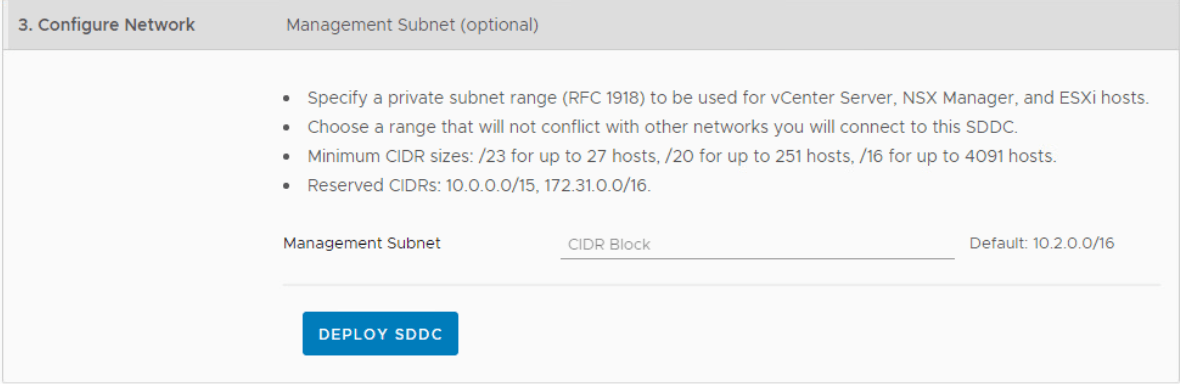 3. Configure Network Management Subnet (optional)
• Specify a private subnet range (RFC 1918) to be used for vCenter Server, NSX Manager, and ESXi hosts.
• Choose a range that will not conflict with other networks you will connect to this SDDC.
• Minimum CIDR sizes: /23 for up to 27 hosts, /20 for up to 251 hosts, /16 for up to 4091 hosts.
• Reserved CIDRs: 10.0.0.0/15, 172.31.0.0/16.
Management Subnet CIDR Block Default: 10.2.0.0/16
DEPLOY SDDC